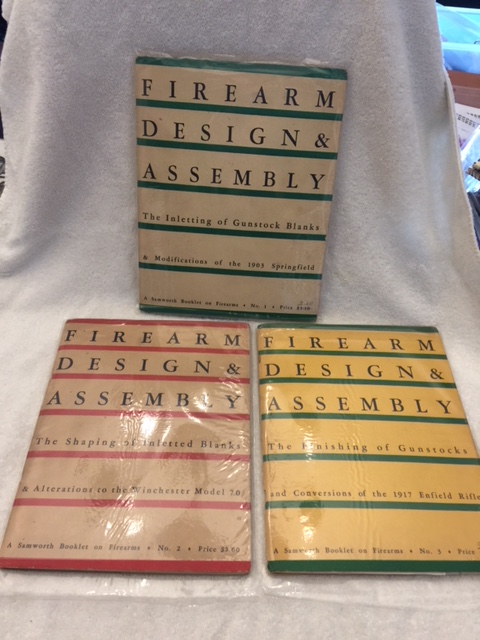 FIREARM
DESIGN &
ASSEMBLY
The Inletting of Gunstock Blanks
& Modifications of the 1903 Springfield
A Samworth Booklet on Firearms • No. 1 • Price
FIREARM
DESIGN &
ASSEMBLY
The Shaping of Inletted Blanks
& Alterations to the Winchester Model 70
A Samworth Booklet on Firearms • No. 2 • Price
FIREARM
DESIGN &
ASSEMBLY
The Finishing of Gunstocks
and Conversions of the 1917 Enfield Rifle
A Samworth Booklet on Firearms • No. 3 • Price